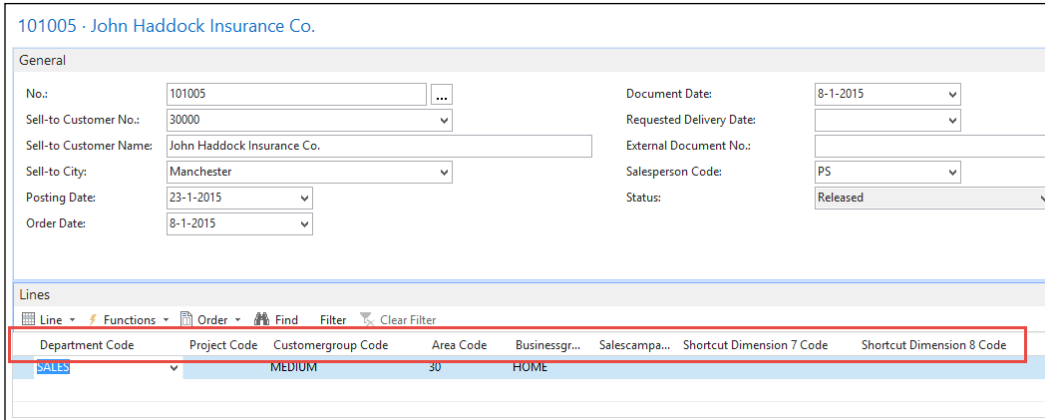 101005 · John Haddock Insurance Co.
General
No.: 101005 ...
Sell-to Customer No.: 30000
Sell-to Customer Name: John Haddock Insurance Co.
Sell-to City: Manchester
Posting Date: 23-1-2015
Order Date: 8-1-2015
Document Date: 8-1-2015
Requested Delivery Date:
External Document No.:
Salesperson Code: PS
Status: Released
Lines
Line Functions Order Find Filter Clear Filter
Department Code Project Code Customergroup Code Area Code Businessgr... Salescampa... Shortcut Dimension 7 Code Shortcut Dimension 8 Code
SALES MEDIUM 30 HOME